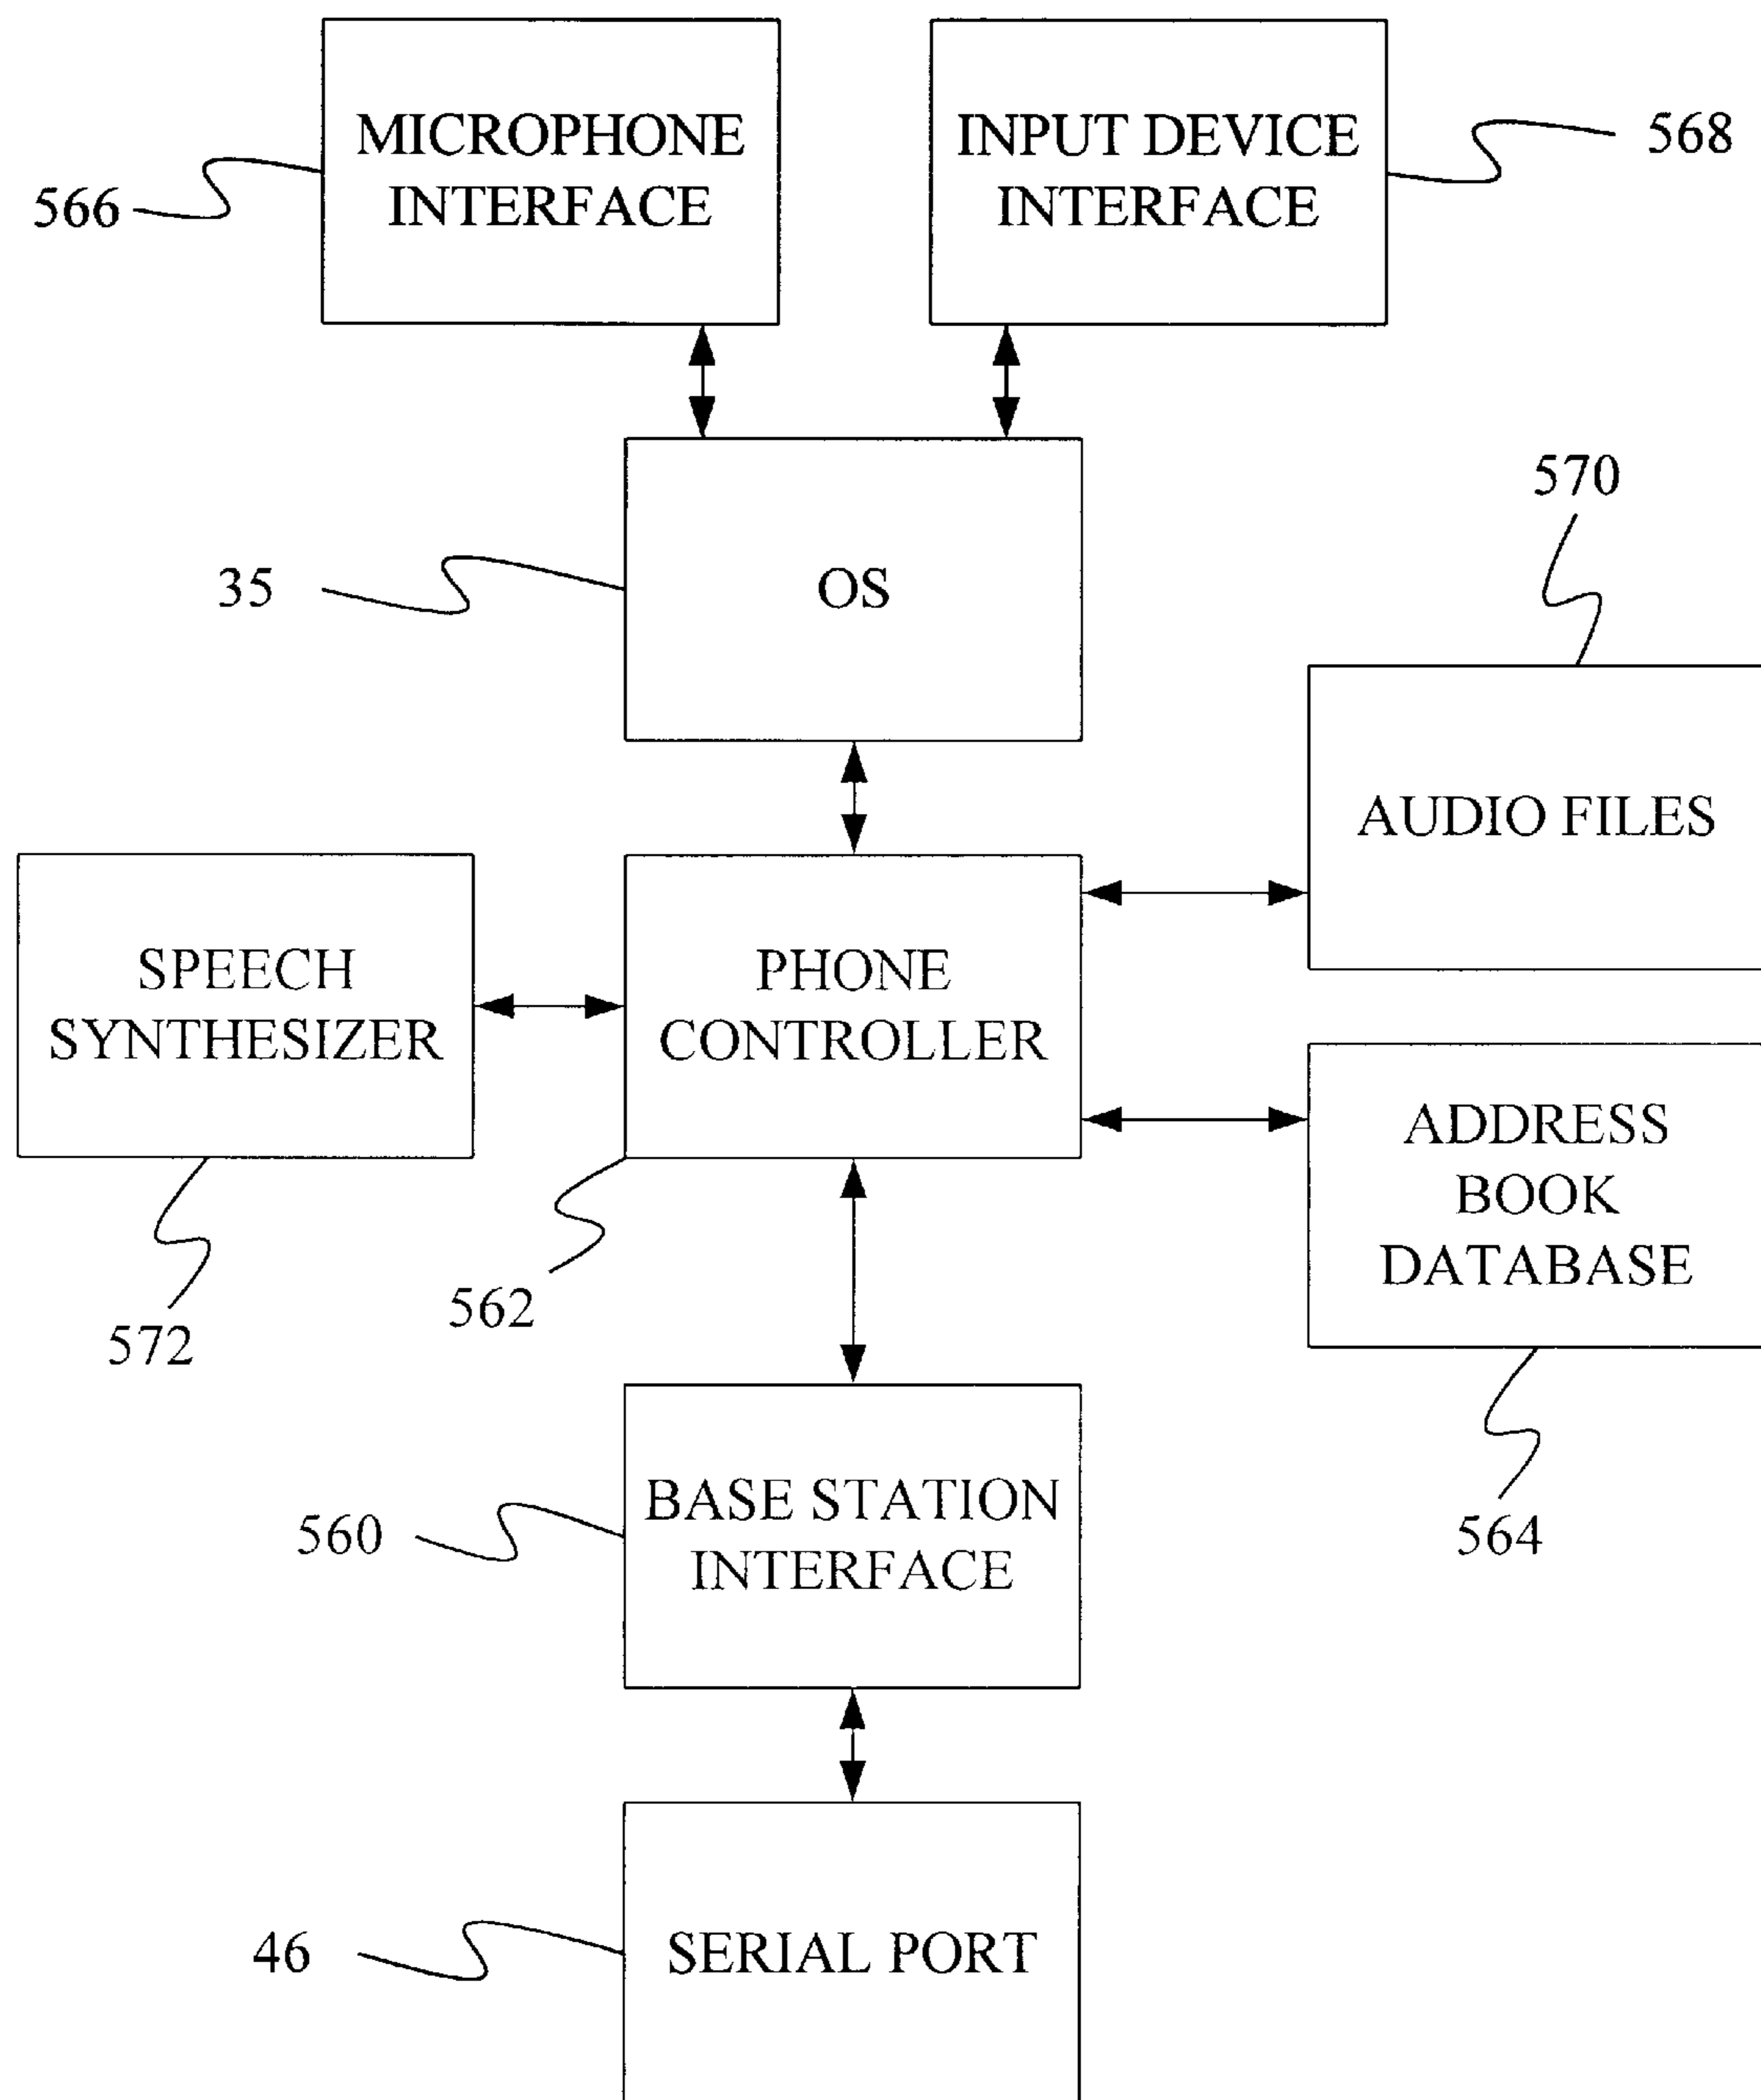 MICROPHONE
INTERFACE
566
INPUT DEVICE
INTERFACE
568
35
OS
570
AUDIO FILES
SPEECH
SYNTHESIZER
572
PHONE
CONTROLLER
562
ADDRESS
BOOK
DATABASE
564
BASE STATION
INTERFACE
560
46
SERIAL PORT